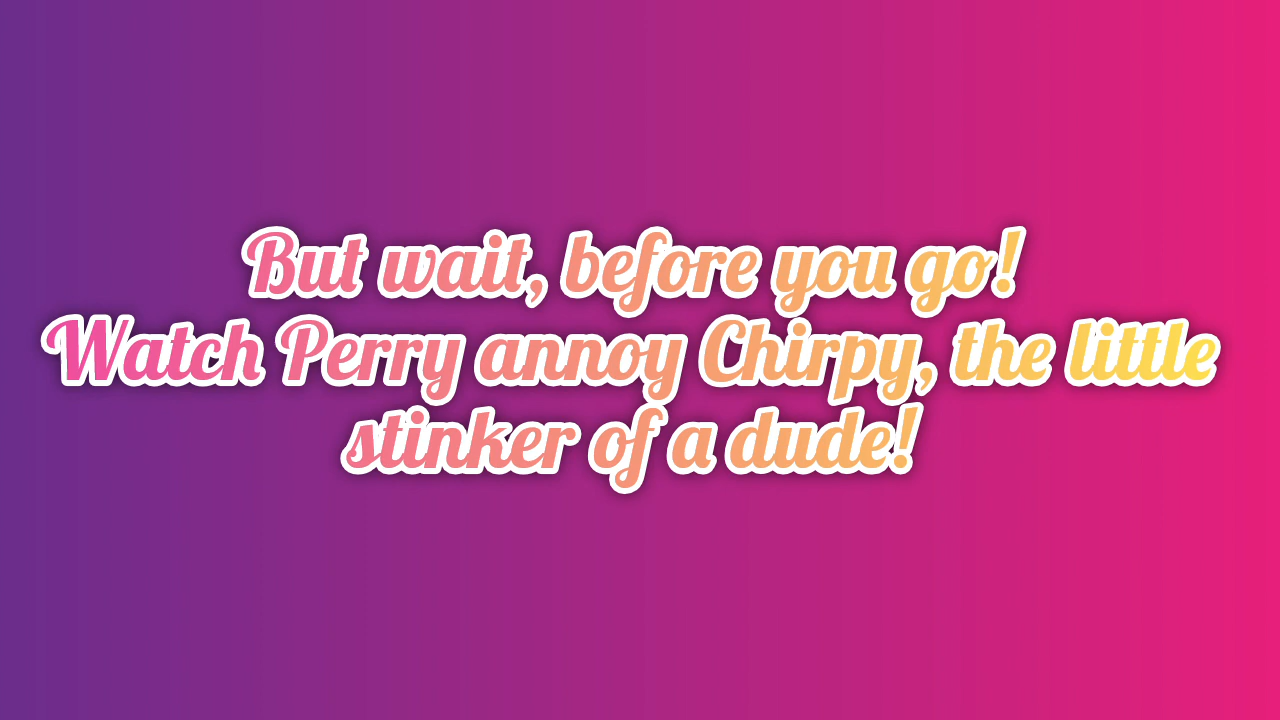 But wait, before you go!
Watch Perry annoy Chirpy, the little
stinker of a dude!